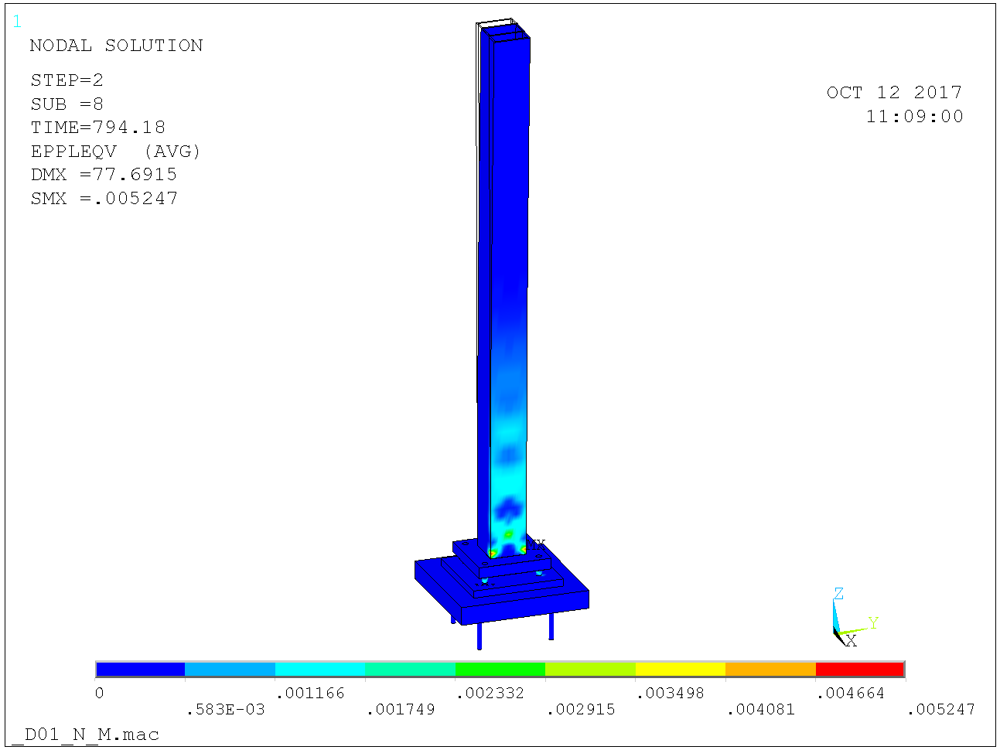 1
NODAL SOLUTION
STEP=2
SUB =8
TIME=794.18
EPPLEQV (AVG)
DMX =77.6915
SMX =.005247
OCT 12 2017
11:09:00
MX
Z
Y
X
0
.583E-03
.001166
.001749
.002332
.002915
.003498
.004081
.004664
.005247
_D01_N_M.mac